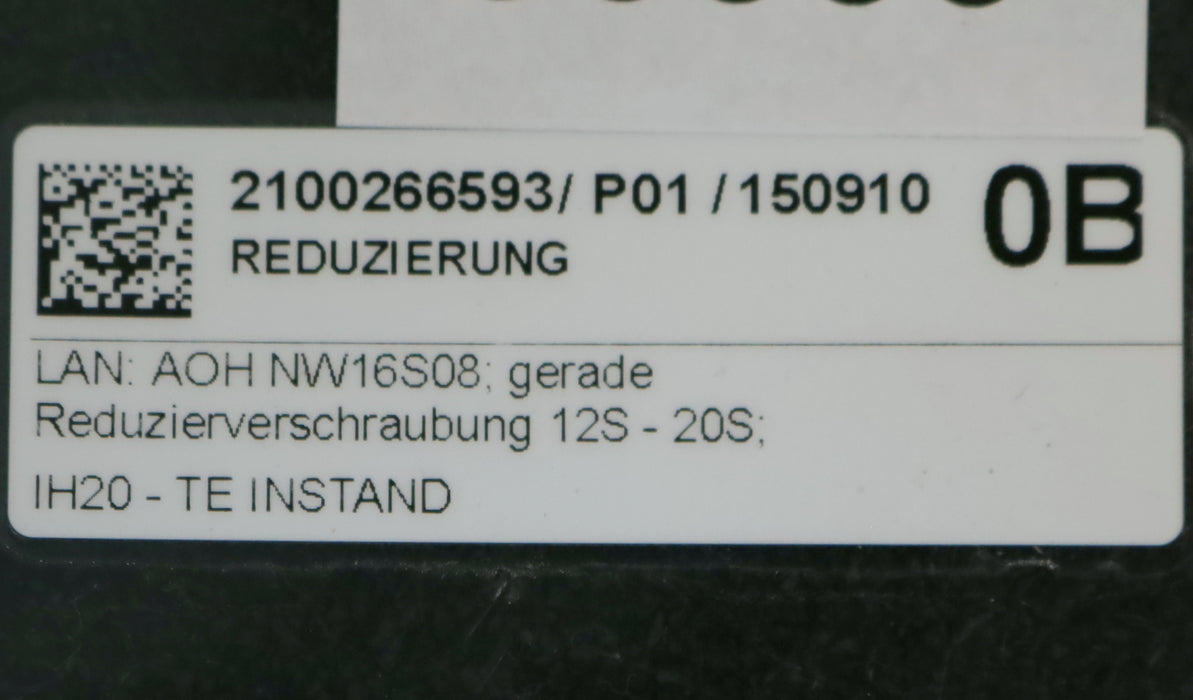 2100266593/ P01 / 150910
0B
REDUZIERUNG
LAN: AOH NW16S08; gerade
Reduzierverschraubung 12S - 20S;
IH20 - TE INSTAND